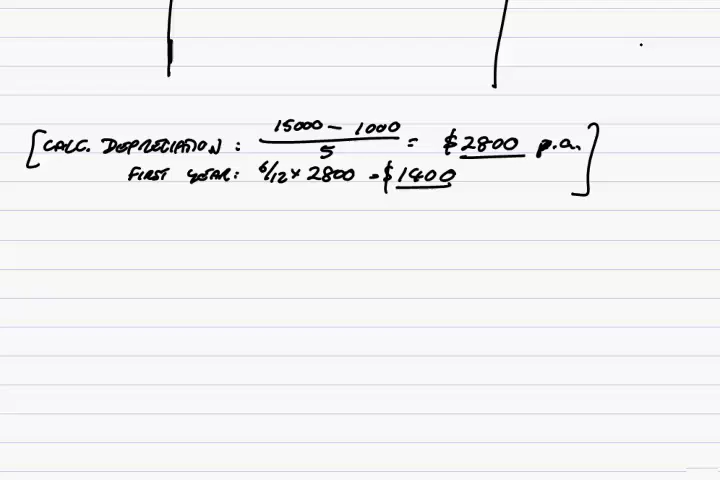 [CALC. DEPRECIATION: 15000 - 1000 / 5 = $2800 p.a.]
FIRST YEAR: 6/12 x 2800 = $1400